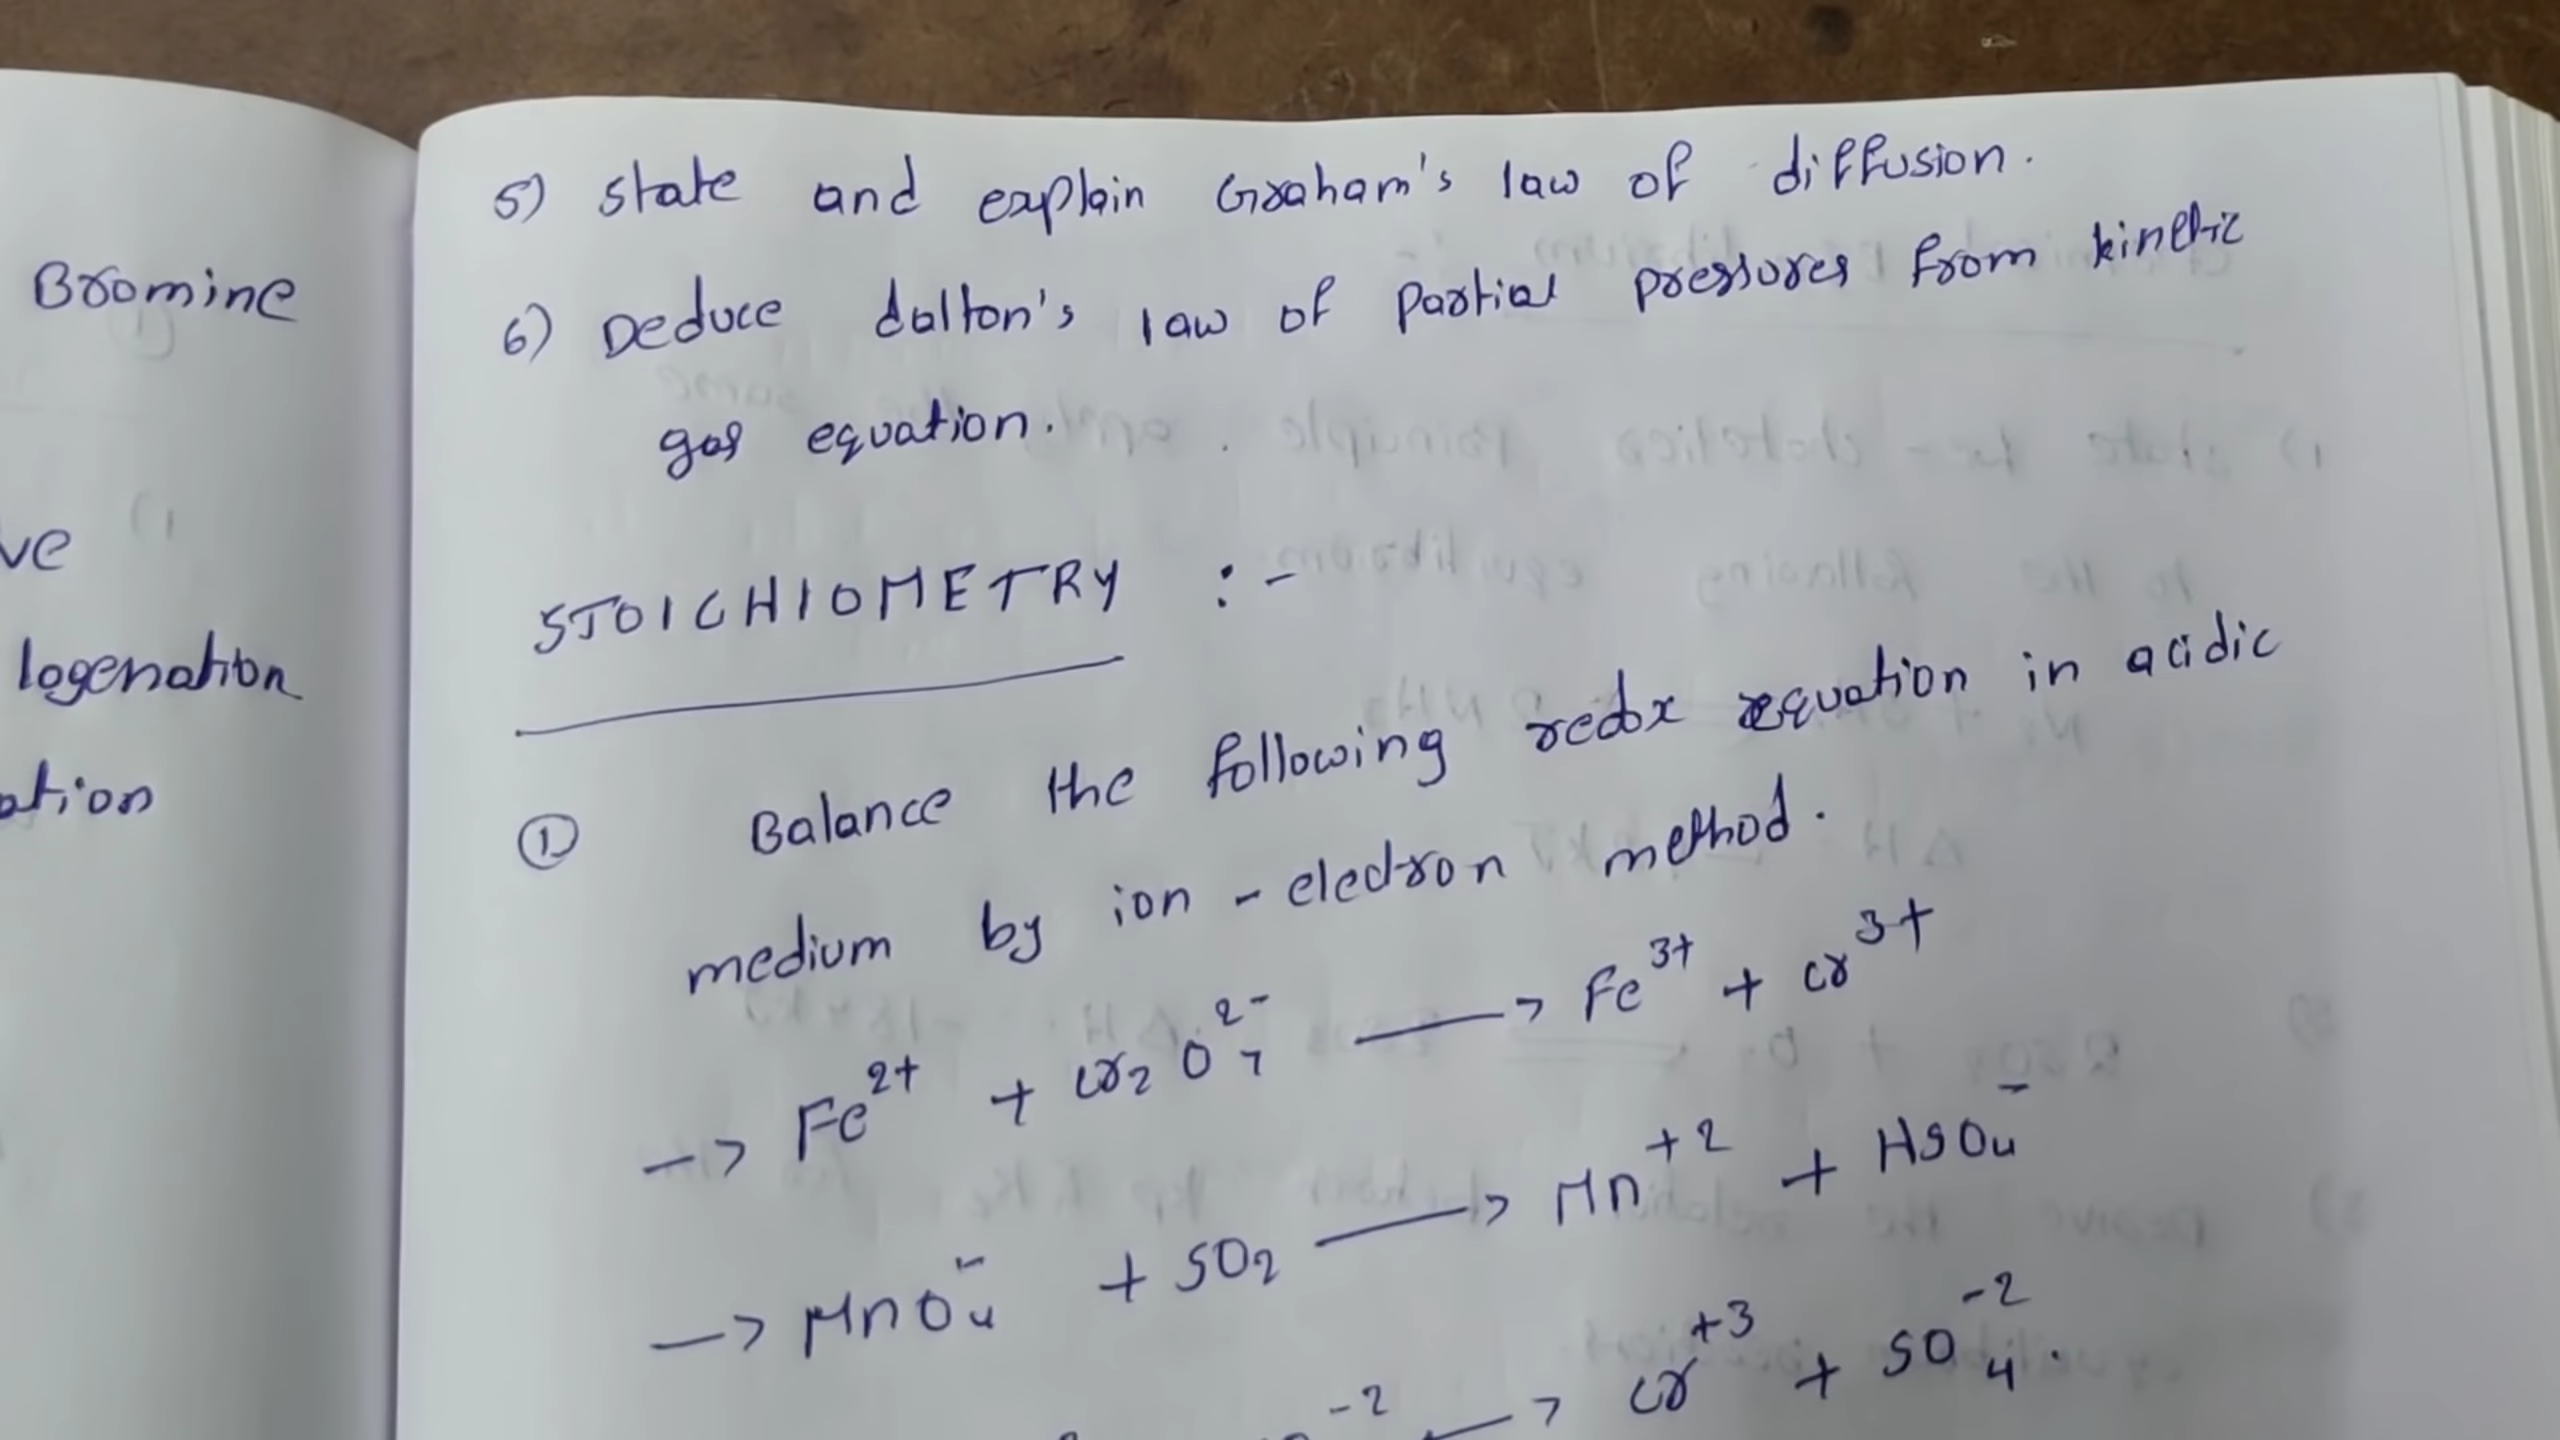 Bromine
ve
logenation
ation
5) state and explain Graham's law of diffusion.
6) Deduce dalton's law of Partial pressures from kinetic
gas equation.
STOICHIOMETRY :-
① Balance the following redox equation in acidic
medium by ion - electron method.
→ Fe²⁺ + Cr₂O₇²⁻ ⟶ Fe³⁺ + Cr³⁺
→ MnO₄⁻ + SO₂ ⟶ Mn⁺² + HSO₄⁻
⁻² ⟶ Cr⁺³ + SO₄⁻².